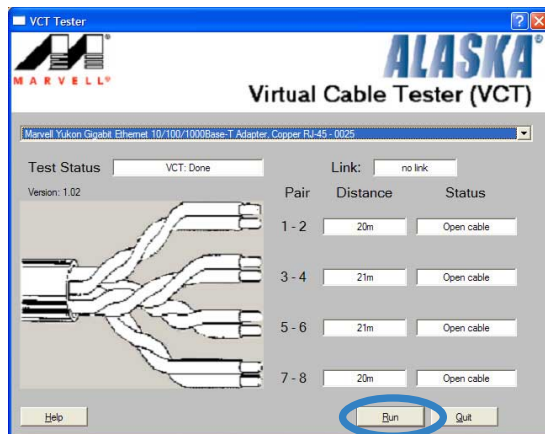 VCT Tester
MARVELL®
ALASKA®
Virtual Cable Tester (VCT)
Marvell Yukon Gigabit Ethernet 10/100/1000Base-T Adapter, Copper RJ-45 - 0025
Test Status VCT: Done Link: no link
Version: 1.02 Pair Distance Status
1 - 2 20m Open cable
3 - 4 21m Open cable
5 - 6 21m Open cable
7 - 8 20m Open cable
Help Run Quit